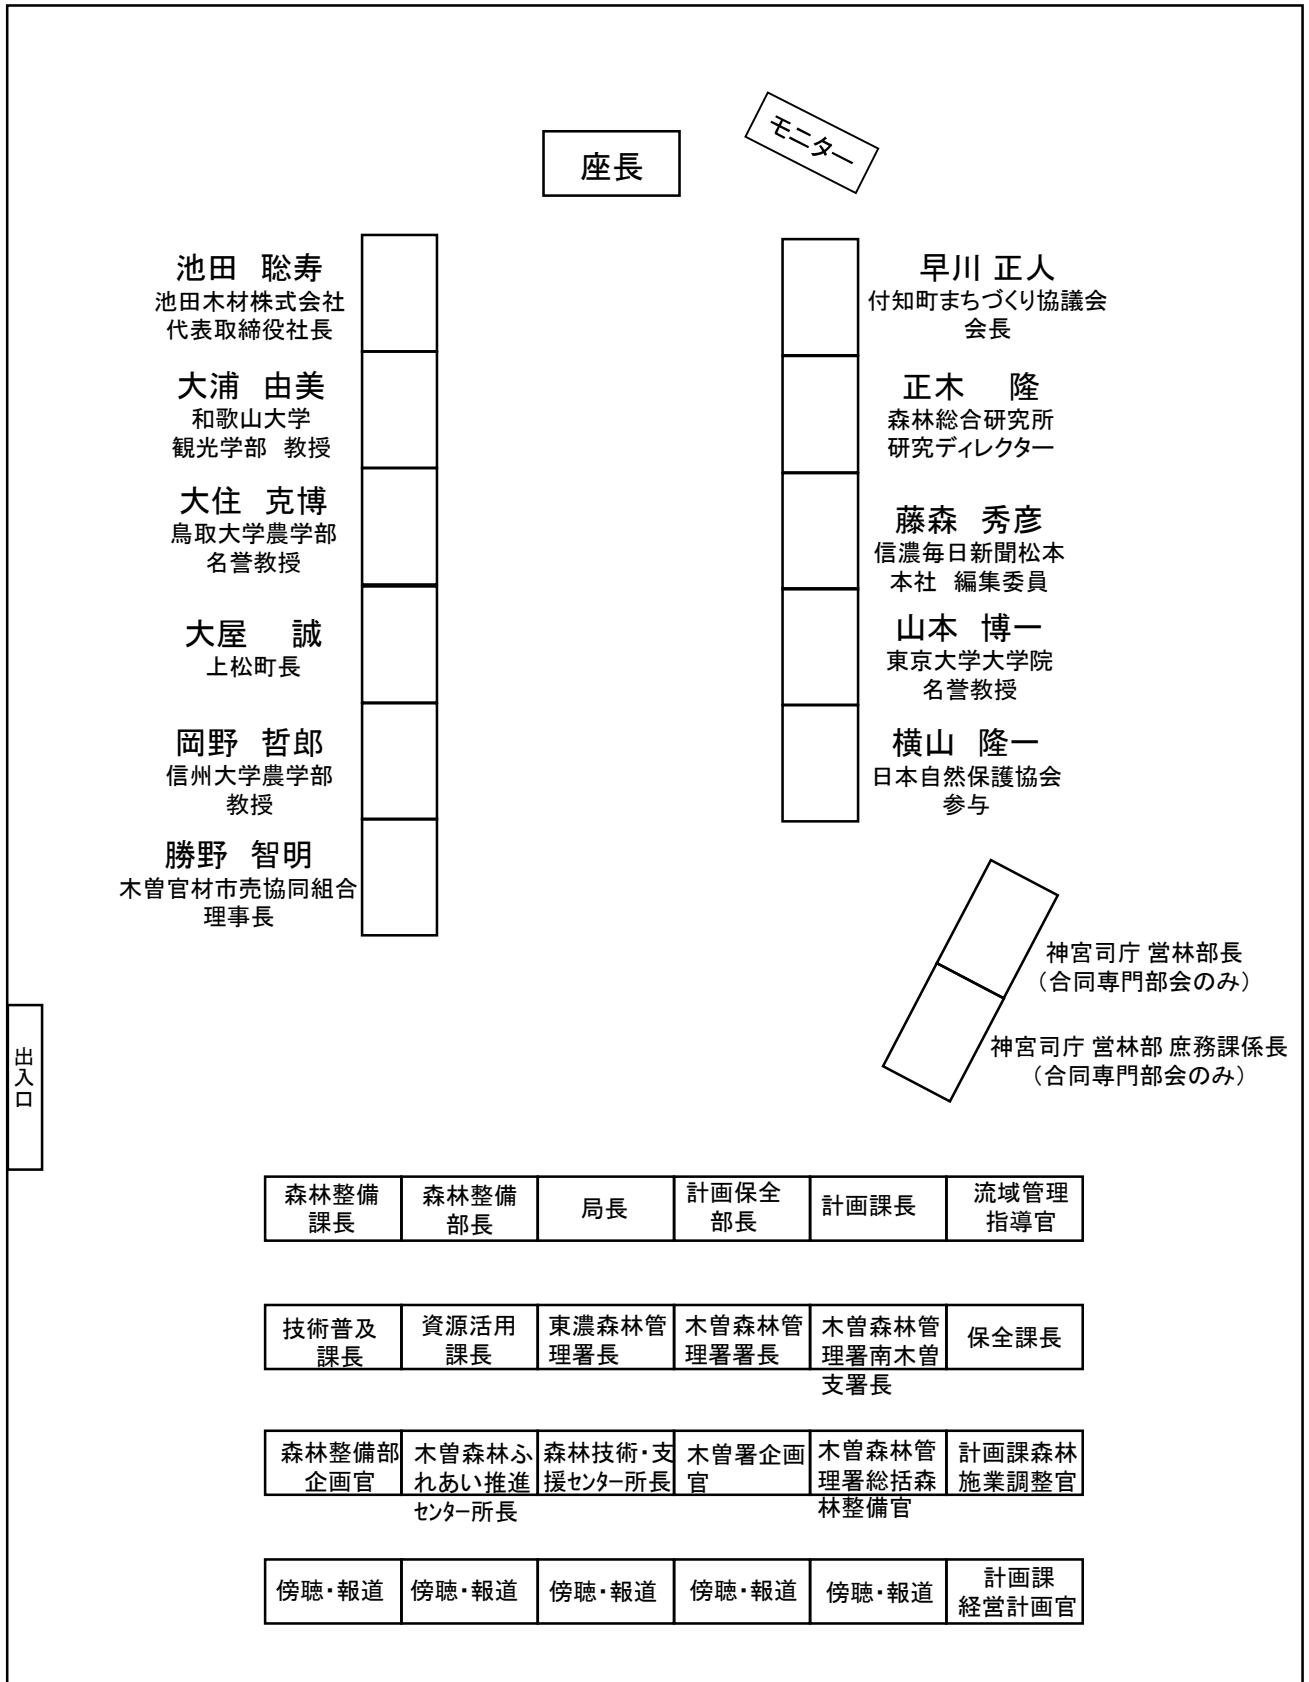 モニター
座長
池田　聡寿
池田木材株式会社
代表取締役社長
大浦　由美
和歌山大学
観光学部 教授
大住　克博
鳥取大学農学部
名誉教授
大屋　誠
上松町長
岡野　哲郎
信州大学農学部
教授
勝野　智明
木曽官材市売協同組合
理事長
早川 正人
付知町まちづくり協議会
会長
正木　隆
森林総合研究所
研究ディレクター
藤森　秀彦
信濃毎日新聞松本
本社　編集委員
山本　博一
東京大学大学院
名誉教授
横山　隆一
日本自然保護協会
参与
神宮司庁 営林部長
（合同専門部会のみ）
神宮司庁 営林部 庶務課係長
（合同専門部会のみ）
出入口
森林整備
課長
森林整備
部長
局長
計画保全
部長
計画課長
流域管理
指導官
技術普及
課長
資源活用
課長
東濃森林管
理署長
木曽森林管
理署署長
木曽森林管
理署南木曽
支署長
保全課長
森林整備部
企画官
木曽森林ふ
れあい推進
センター所長
森林技術・支
援センター所長
木曽署企画
官
木曽森林管
理署総括森
林整備官
計画課森林
施業調整官
傍聴・報道
傍聴・報道
傍聴・報道
傍聴・報道
傍聴・報道
計画課
経営計画官